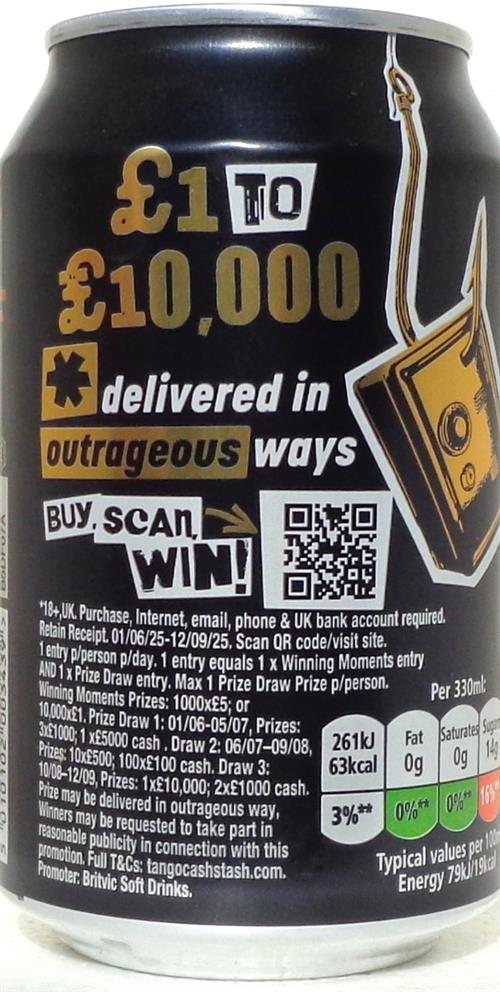 £1 TO
£10,000
* delivered in
outrageous ways
BUY, SCAN,
WIN!
*18+,UK. Purchase, Internet, email, phone & UK bank account required.
Retain Receipt. 01/06/25-12/09/25. Scan QR code/visit site.
1 entry p/person p/day. 1 entry equals 1 x Winning Moments entry
AND 1 x Prize Draw entry. Max 1 Prize Draw Prize p/person.
Winning Moments Prizes: 1000x£5; or
10,000x£1. Prize Draw 1: 01/06-05/07, Prizes:
3x£1000; 1 x£5000 cash . Draw 2: 06/07–09/08,
Prizes: 10x£500; 100x£100 cash. Draw 3:
10/08–12/09, Prizes: 1x£10,000; 2x£1000 cash.
Prize may be delivered in outrageous way,
Winners may be requested to take part in
reasonable publicity in connection with this
promotion. Full T&Cs: tangocashstash.com.
Promoter: Britvic Soft Drinks.
Per 330ml:
261kJ
63kcal
3%**
Fat
0g
0%**
Saturates
0g
0%**
Sugars
14g
16%**
Typical values per 100ml
Energy 79kJ/19kcal